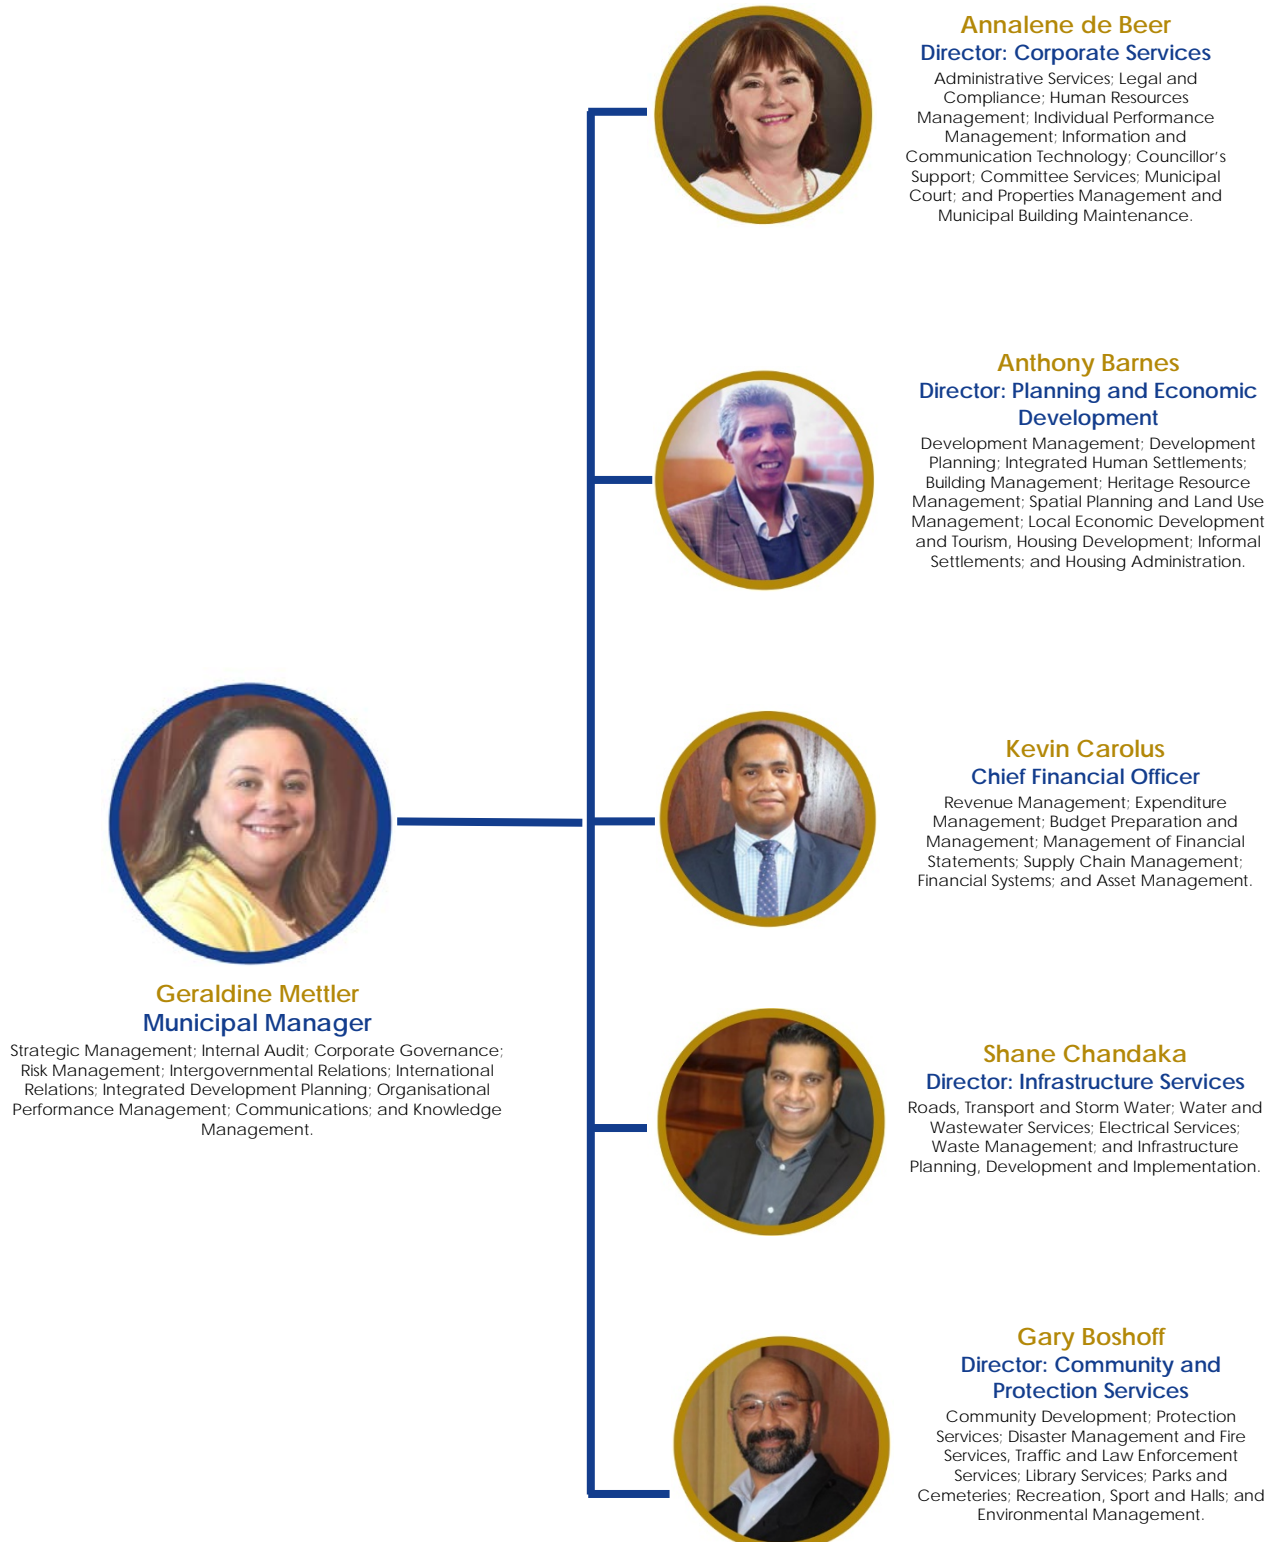 Annalene de Beer
Director: Corporate Services
Administrative Services; Legal and
Compliance; Human Resources
Management; Individual Performance
Management; Information and
Communication Technology; Councillor's
Support; Committee Services; Municipal
Court; and Properties Management and
Municipal Building Maintenance.
Anthony Barnes
Director: Planning and Economic
Development
Development Management; Development
Planning; Integrated Human Settlements;
Building Management; Heritage Resource
Management; Spatial Planning and Land Use
Management; Local Economic Development
and Tourism, Housing Development; Informal
Settlements; and Housing Administration.
Kevin Carolus
Chief Financial Officer
Revenue Management; Expenditure
Management; Budget Preparation and
Management; Management of Financial
Statements; Supply Chain Management;
Financial Systems; and Asset Management.
Geraldine Mettler
Municipal Manager
Strategic Management; Internal Audit; Corporate Governance;
Risk Management; Intergovernmental Relations; International
Relations; Integrated Development Planning; Organisational
Performance Management; Communications; and Knowledge
Management.
Shane Chandaka
Director: Infrastructure Services
Roads, Transport and Storm Water; Water and
Wastewater Services; Electrical Services;
Waste Management; and Infrastructure
Planning, Development and Implementation.
Gary Boshoff
Director: Community and
Protection Services
Community Development; Protection
Services; Disaster Management and Fire
Services, Traffic and Law Enforcement
Services; Library Services; Parks and
Cemeteries; Recreation, Sport and Halls; and
Environmental Management.